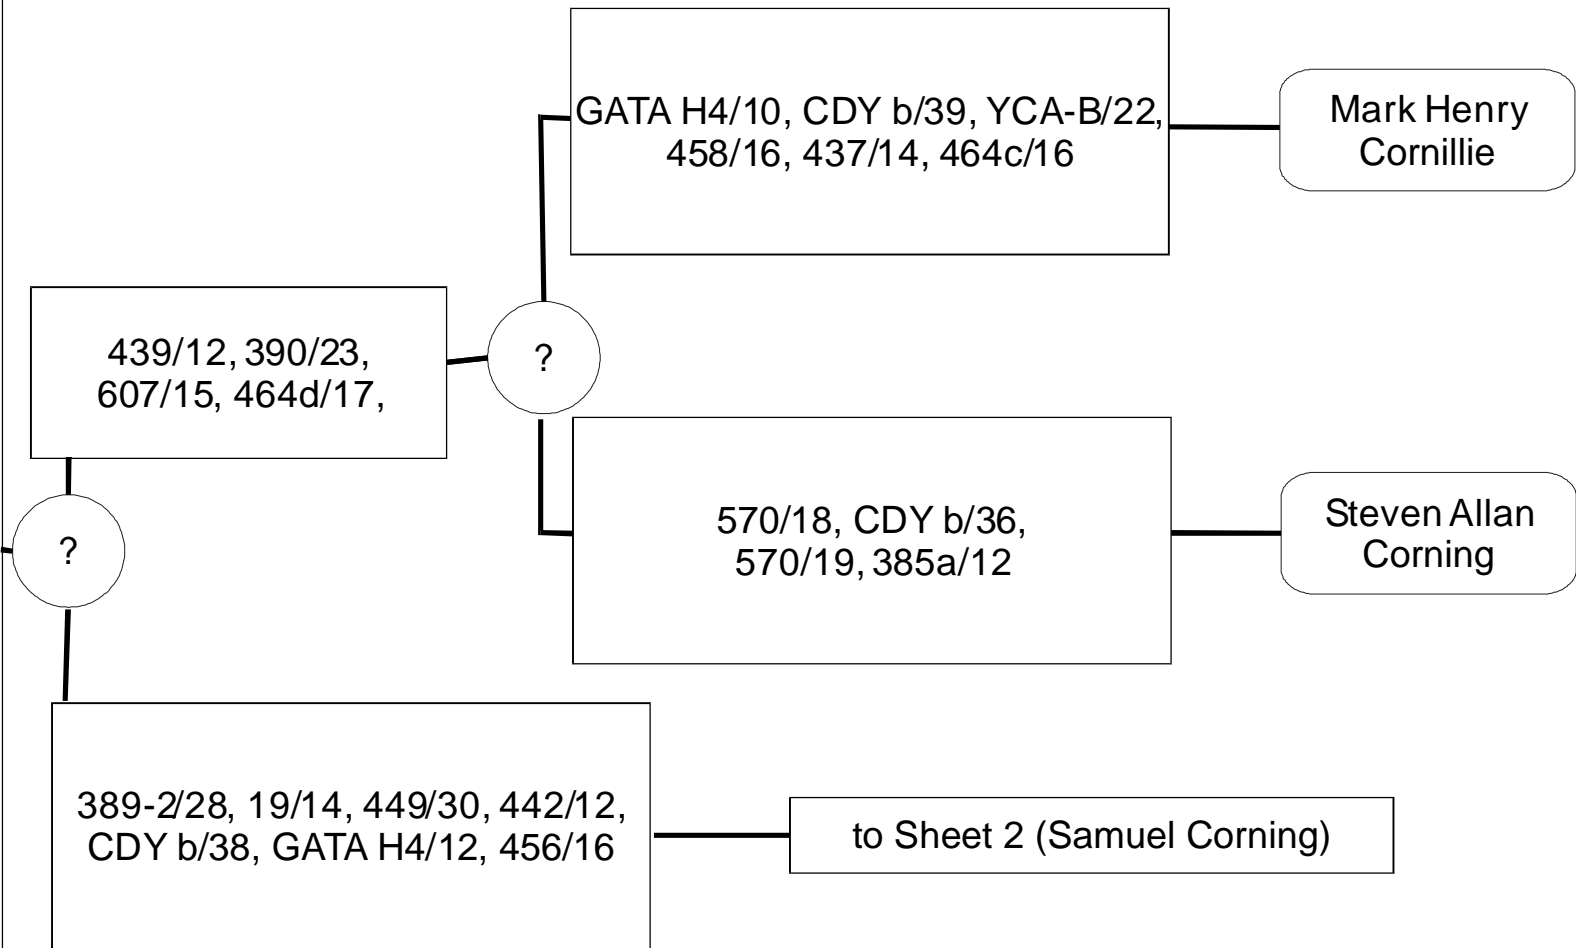 GATA H4/10, CDY b/39, YCA-B/22,
458/16, 437/14, 464c/16
Mark Henry
Cornillie
439/12, 390/23,
607/15, 464d/17,
?
570/18, CDY b/36,
570/19, 385a/12
Steven Allan
Corning
?
389-2/28, 19/14, 449/30, 442/12,
CDY b/38, GATA H4/12, 456/16
to Sheet 2 (Samuel Corning)